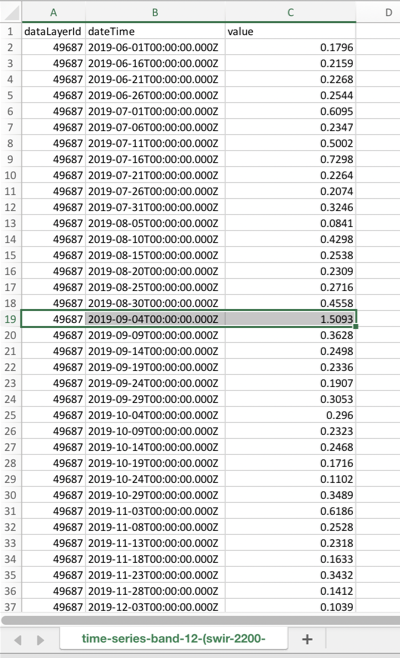 A B C D
1 dataLayerId dateTime value
2 49687 2019-06-01T00:00:00.000Z 0.1796
3 49687 2019-06-16T00:00:00.000Z 0.2159
4 49687 2019-06-21T00:00:00.000Z 0.2268
5 49687 2019-06-26T00:00:00.000Z 0.2544
6 49687 2019-07-01T00:00:00.000Z 0.6095
7 49687 2019-07-06T00:00:00.000Z 0.2347
8 49687 2019-07-11T00:00:00.000Z 0.5002
9 49687 2019-07-16T00:00:00.000Z 0.7298
10 49687 2019-07-21T00:00:00.000Z 0.2264
11 49687 2019-07-26T00:00:00.000Z 0.2074
12 49687 2019-07-31T00:00:00.000Z 0.3246
13 49687 2019-08-05T00:00:00.000Z 0.0841
14 49687 2019-08-10T00:00:00.000Z 0.4298
15 49687 2019-08-15T00:00:00.000Z 0.2538
16 49687 2019-08-20T00:00:00.000Z 0.2309
17 49687 2019-08-25T00:00:00.000Z 0.2716
18 49687 2019-08-30T00:00:00.000Z 0.4558
19 49687 2019-09-04T00:00:00.000Z 1.5093
20 49687 2019-09-09T00:00:00.000Z 0.3628
21 49687 2019-09-14T00:00:00.000Z 0.2498
22 49687 2019-09-19T00:00:00.000Z 0.2336
23 49687 2019-09-24T00:00:00.000Z 0.1907
24 49687 2019-09-29T00:00:00.000Z 0.3053
25 49687 2019-10-04T00:00:00.000Z 0.296
26 49687 2019-10-09T00:00:00.000Z 0.2323
27 49687 2019-10-14T00:00:00.000Z 0.2468
28 49687 2019-10-19T00:00:00.000Z 0.1716
29 49687 2019-10-24T00:00:00.000Z 0.1102
30 49687 2019-10-29T00:00:00.000Z 0.3489
31 49687 2019-11-03T00:00:00.000Z 0.6186
32 49687 2019-11-08T00:00:00.000Z 0.2528
33 49687 2019-11-13T00:00:00.000Z 0.2318
34 49687 2019-11-18T00:00:00.000Z 0.1633
35 49687 2019-11-23T00:00:00.000Z 0.3432
36 49687 2019-11-28T00:00:00.000Z 0.1412
37 49687 2019-12-03T00:00:00.000Z 0.1039
time-series-band-12-(swir-2200- +